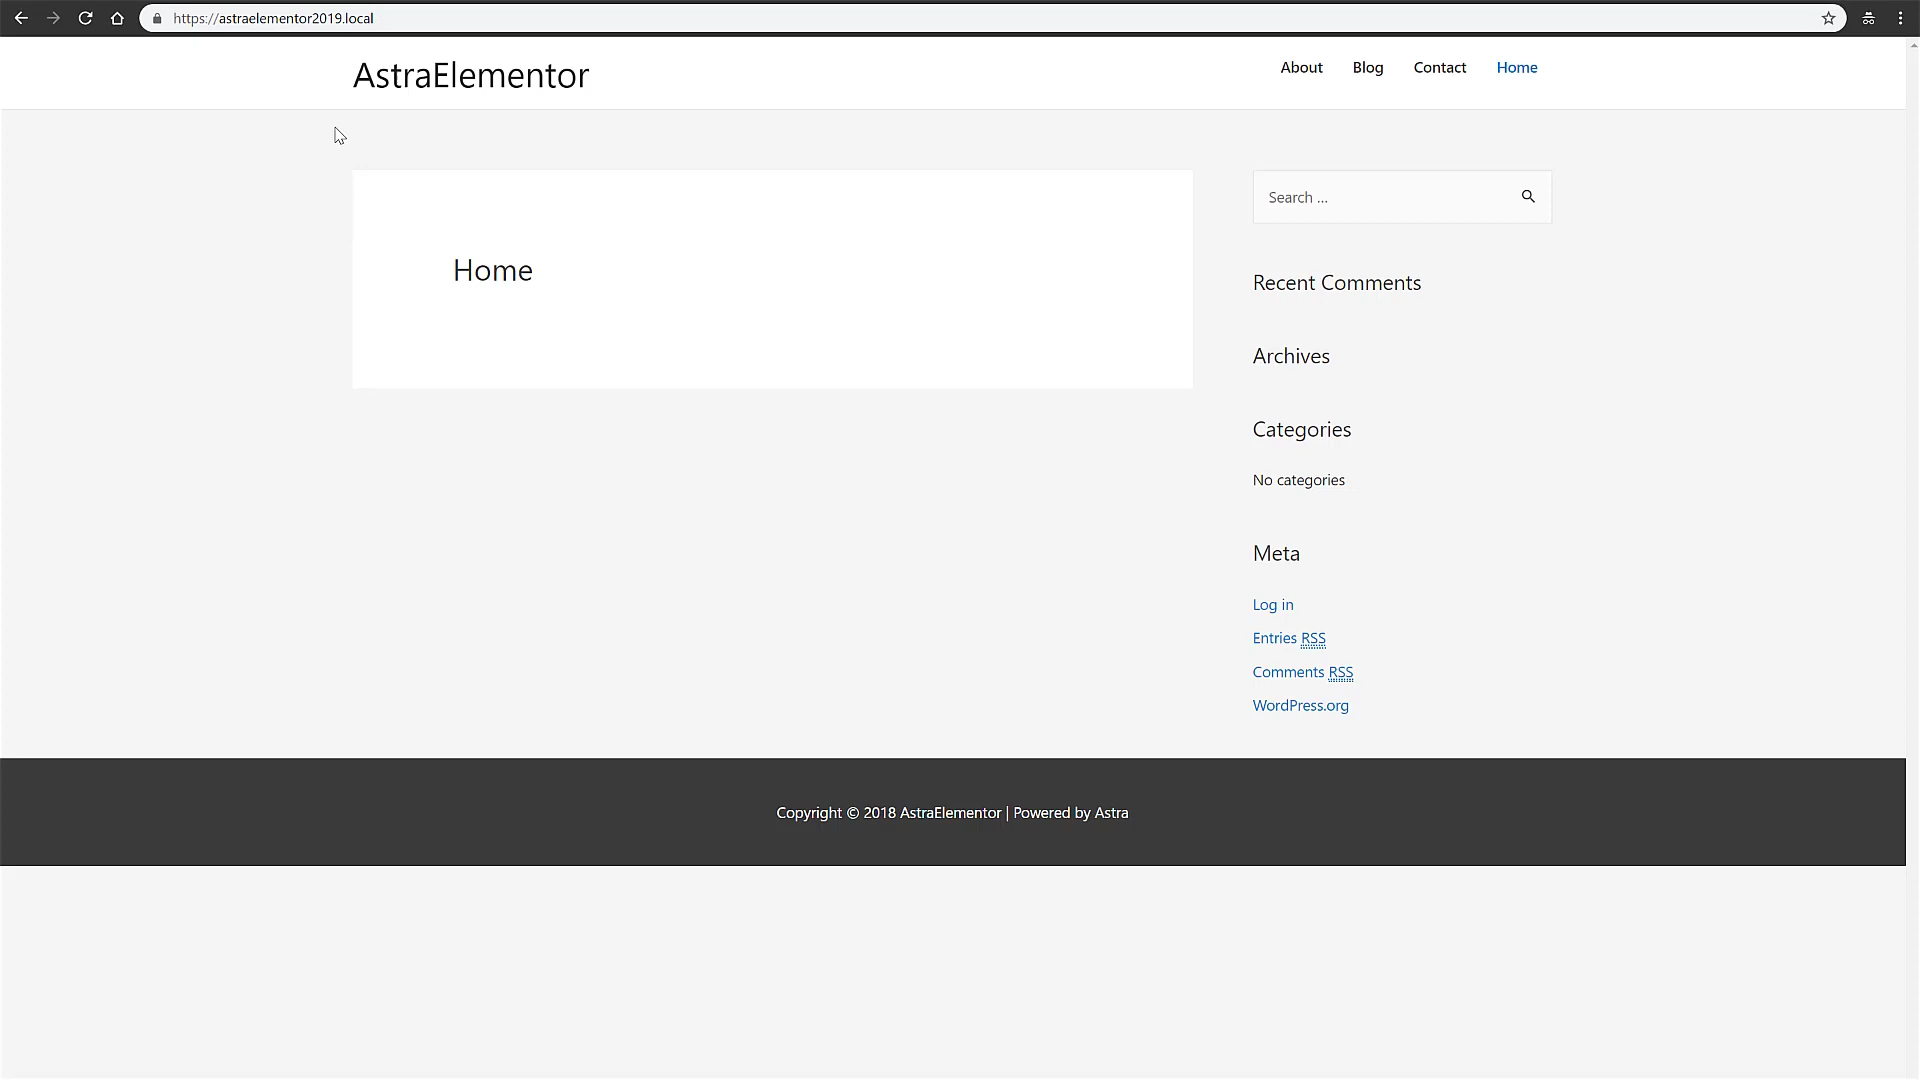 https://astraelementor2019.local
AstraElementor
About Blog Contact Home
Home
Search ...
Recent Comments
Archives
Categories
No categories
Meta
Log in
Entries RSS
Comments RSS
WordPress.org
Copyright © 2018 AstraElementor | Powered by Astra